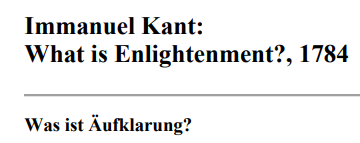 Immanuel Kant:
What is Enlightenment?, 1784
Was ist Äufklarung?